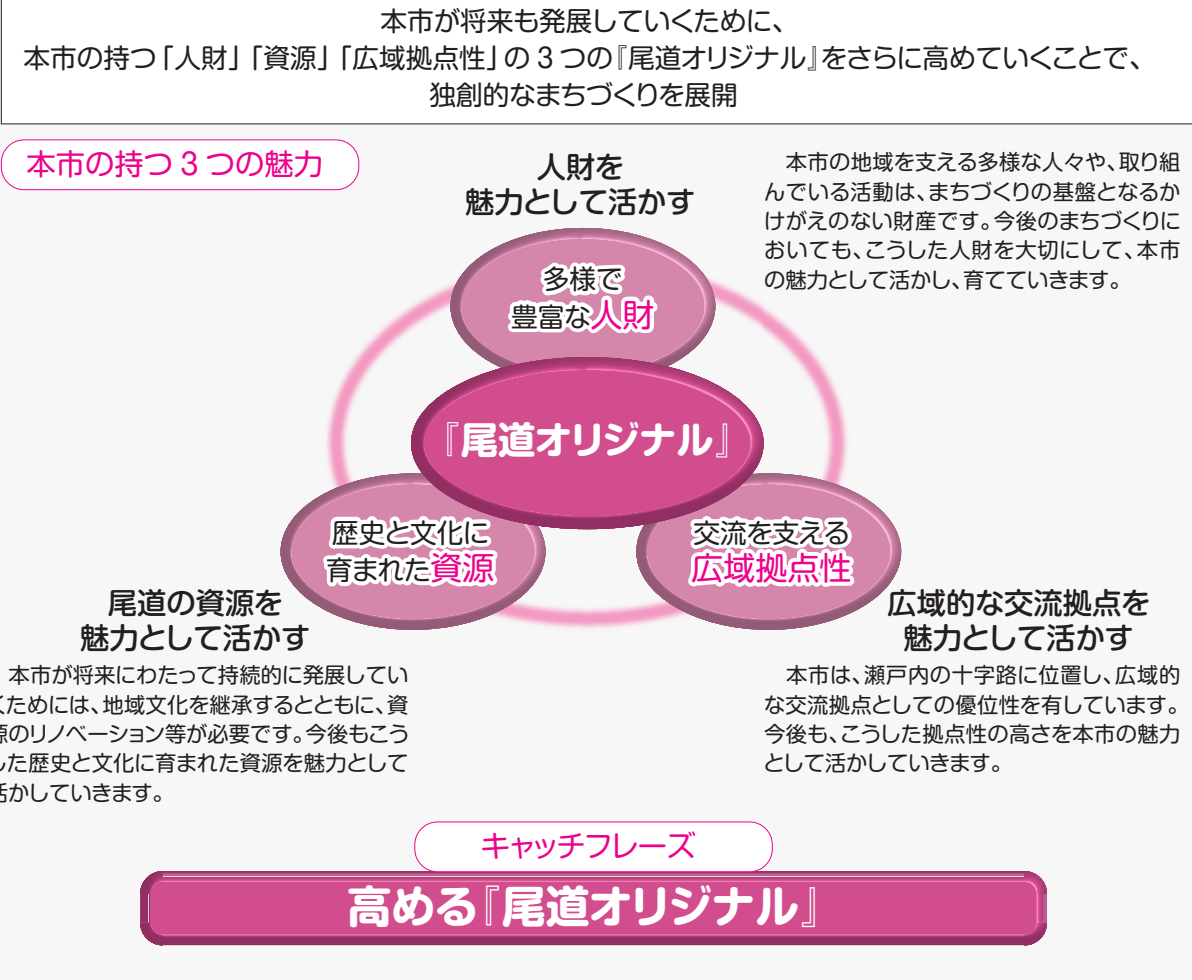 本市が将来も発展していくために、
本市の持つ「人財」「資源」「広域拠点性」の3つの『尾道オリジナル』をさらに高めていくことで、
独創的なまちづくりを展開
本市の持つ3つの魅力
人財を
魅力として活かす
本市の地域を支える多様な人々や、取り組
んでいる活動は、まちづくりの基盤となるか
けがえのない財産です。今後のまちづくりに
おいても、こうした人財を大切にして、本市
の魅力として活かし、育てていきます。
多様で
豊富な人財
『尾道オリジナル』
歴史と文化に
育まれた資源
交流を支える
広域拠点性
尾道の資源を
魅力として活かす
本市が将来にわたって持続的に発展してい
くためには、地域文化を継承するとともに、資
源のリノベーション等が必要です。今後もこう
した歴史と文化に育まれた資源を魅力として
活かしていきます。
広域的な交流拠点を
魅力として活かす
本市は、瀬戸内の十字路に位置し、広域的
な交流拠点としての優位性を有しています。
今後も、こうした拠点性の高さを本市の魅力
として活かしていきます。
キャッチフレーズ
高める『尾道オリジナル』